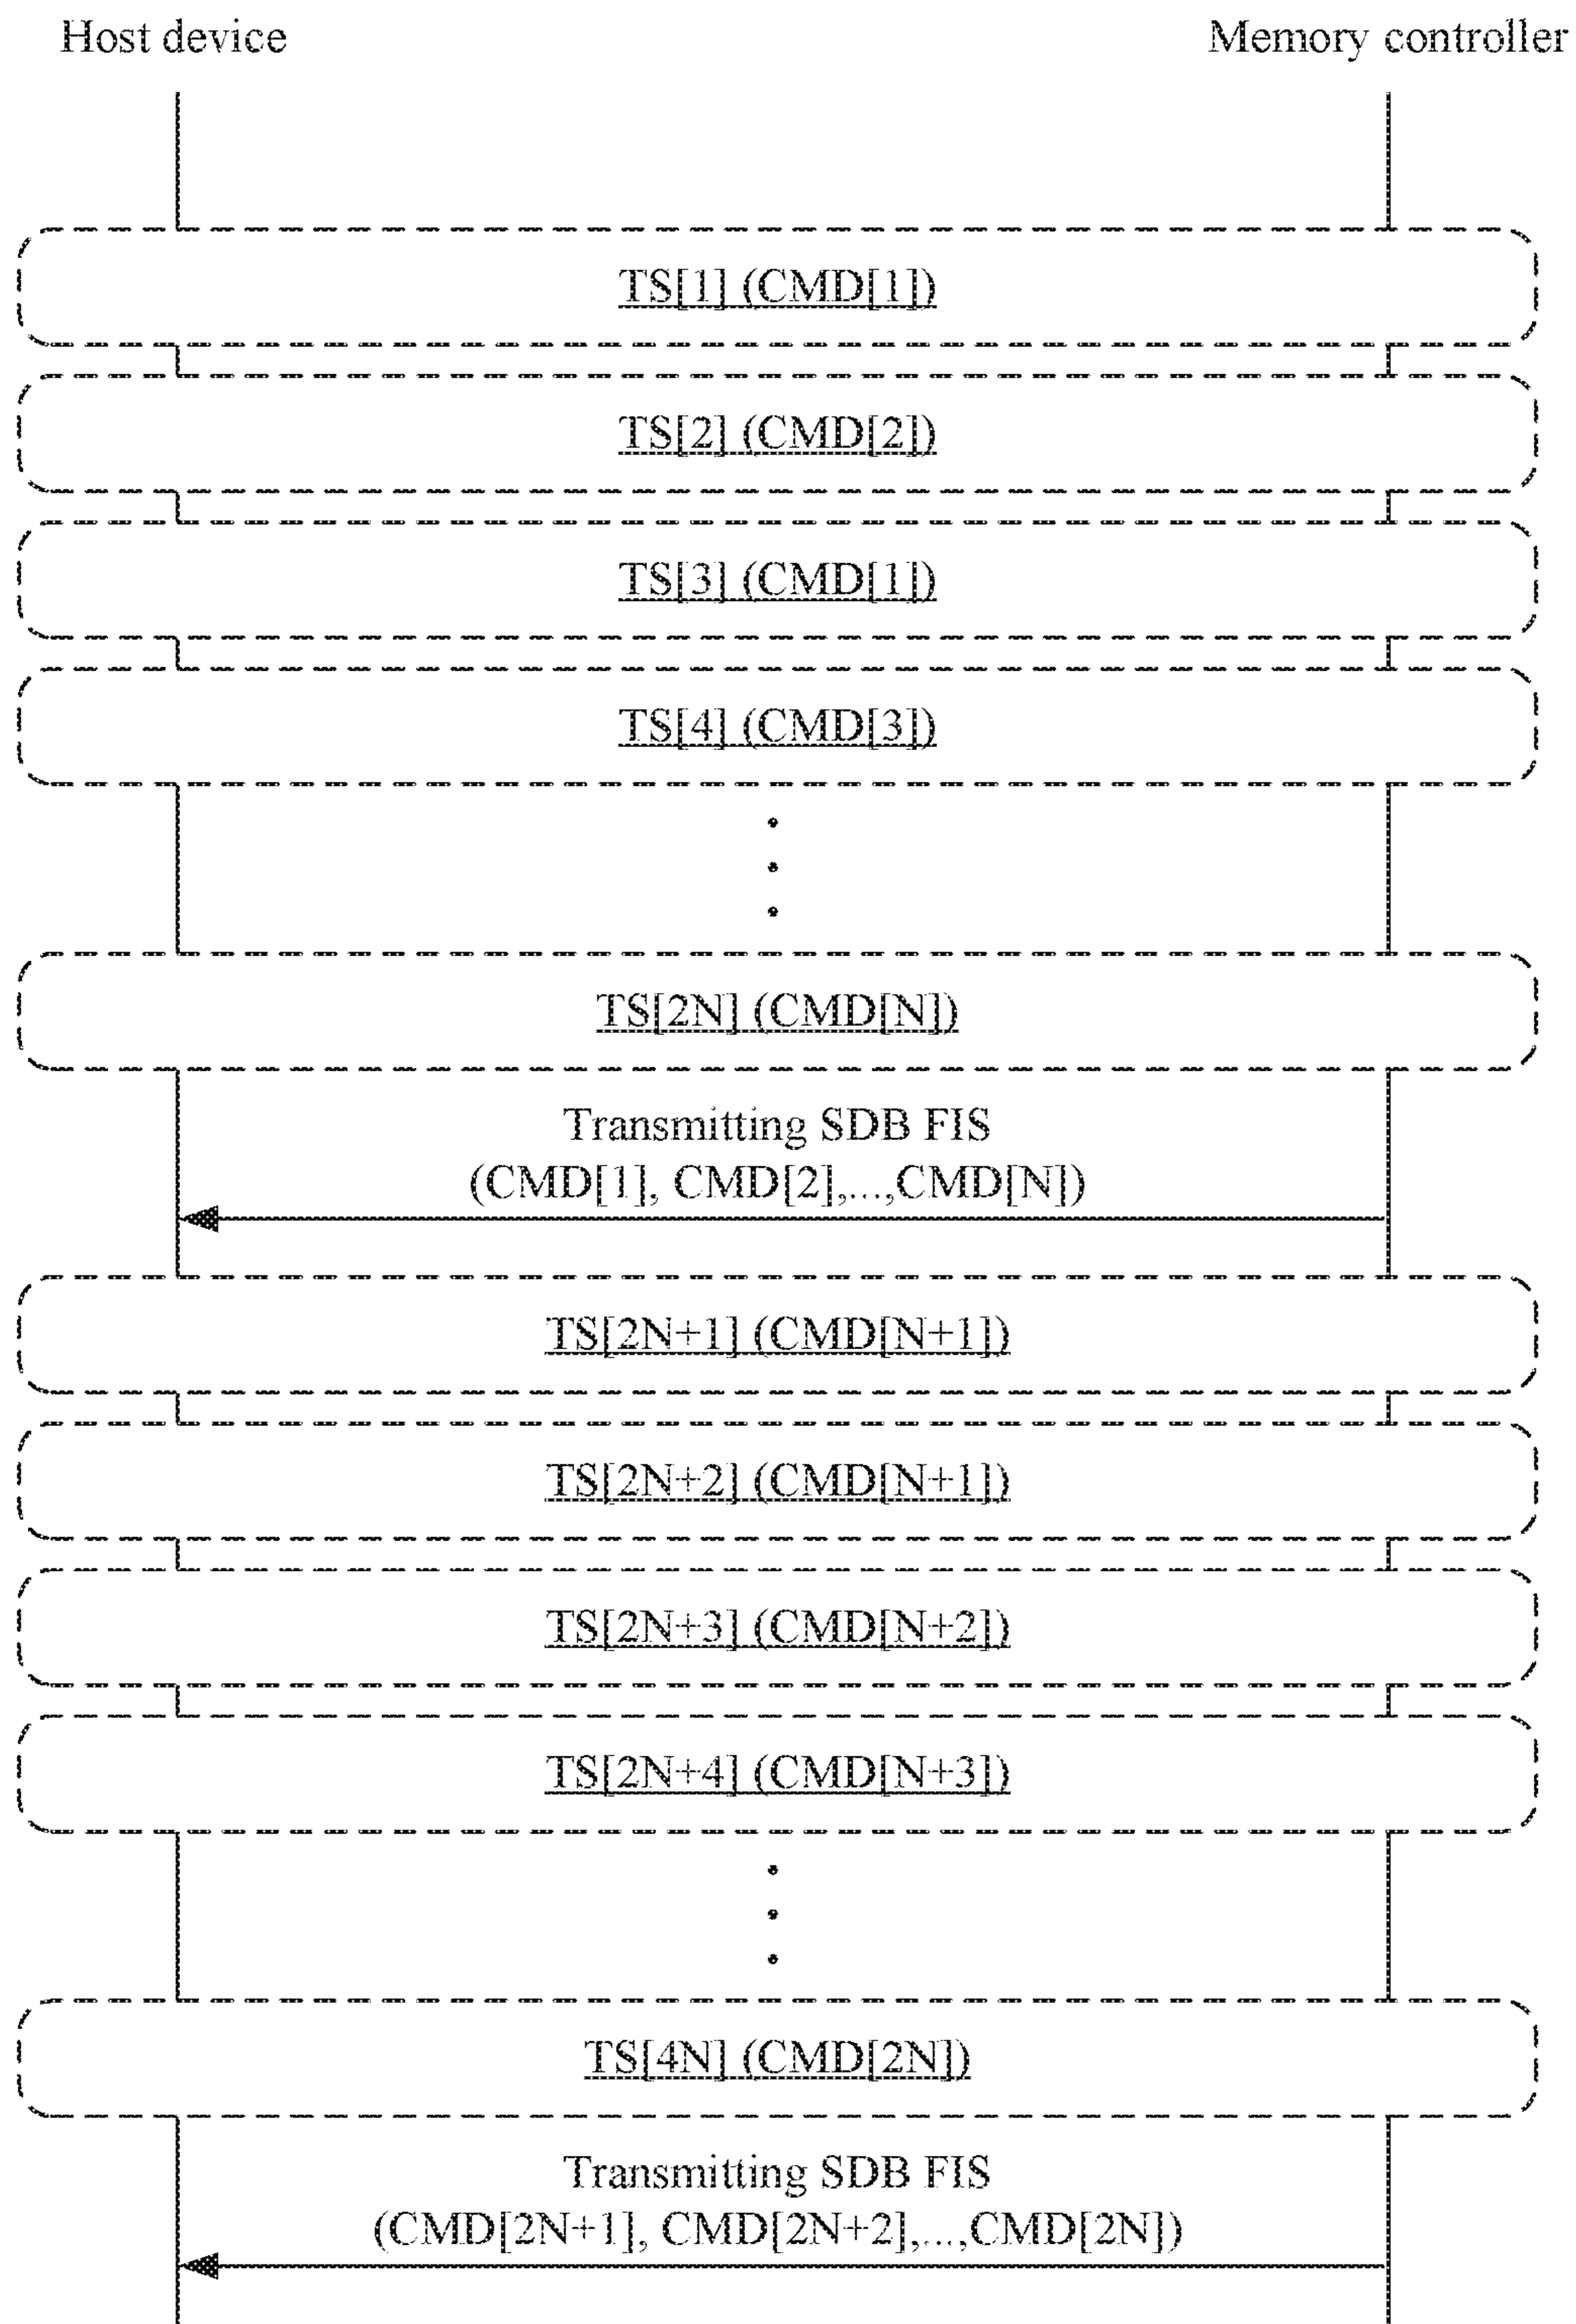 Host device
Memory controller
TS[1] (CMD[1])
TS[2] (CMD[2])
TS[3] (CMD[1])
TS[4] (CMD[3])
TS[2N] (CMD[N])
Transmitting SDB FIS
(CMD[1], CMD[2],...,CMD[N])
TS[2N+1] (CMD[N+1])
TS[2N+2] (CMD[N+1])
TS[2N+3] (CMD[N+2])
TS[2N+4] (CMD[N+3])
TS[4N] (CMD[2N])
Transmitting SDB FIS
(CMD[2N+1], CMD[2N+2],...,CMD[2N])